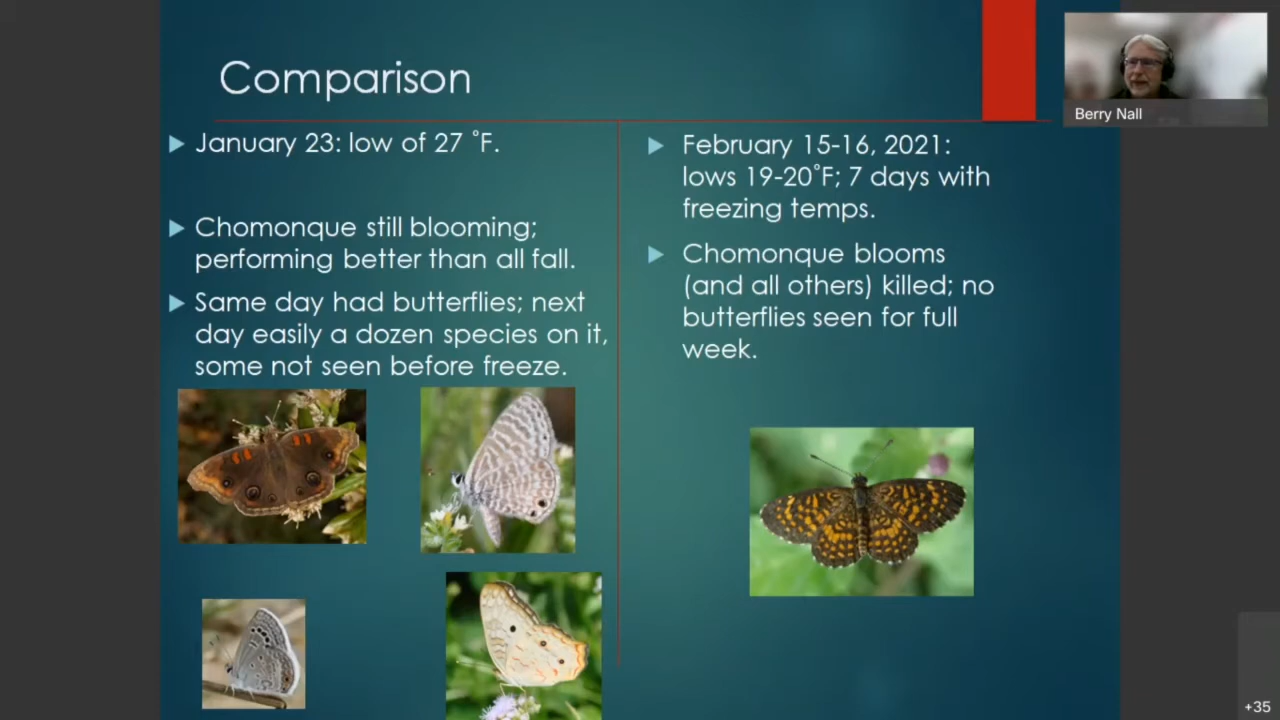 Comparison
January 23: low of 27 ˚F.
Chomonque still blooming;
performing better than all fall.
Same day had butterflies; next
day easily a dozen species on it,
some not seen before freeze.
February 15-16, 2021:
lows 19-20˚F; 7 days with
freezing temps.
Chomonque blooms
(and all others) killed; no
butterflies seen for full
week.
Berry Nall
+35